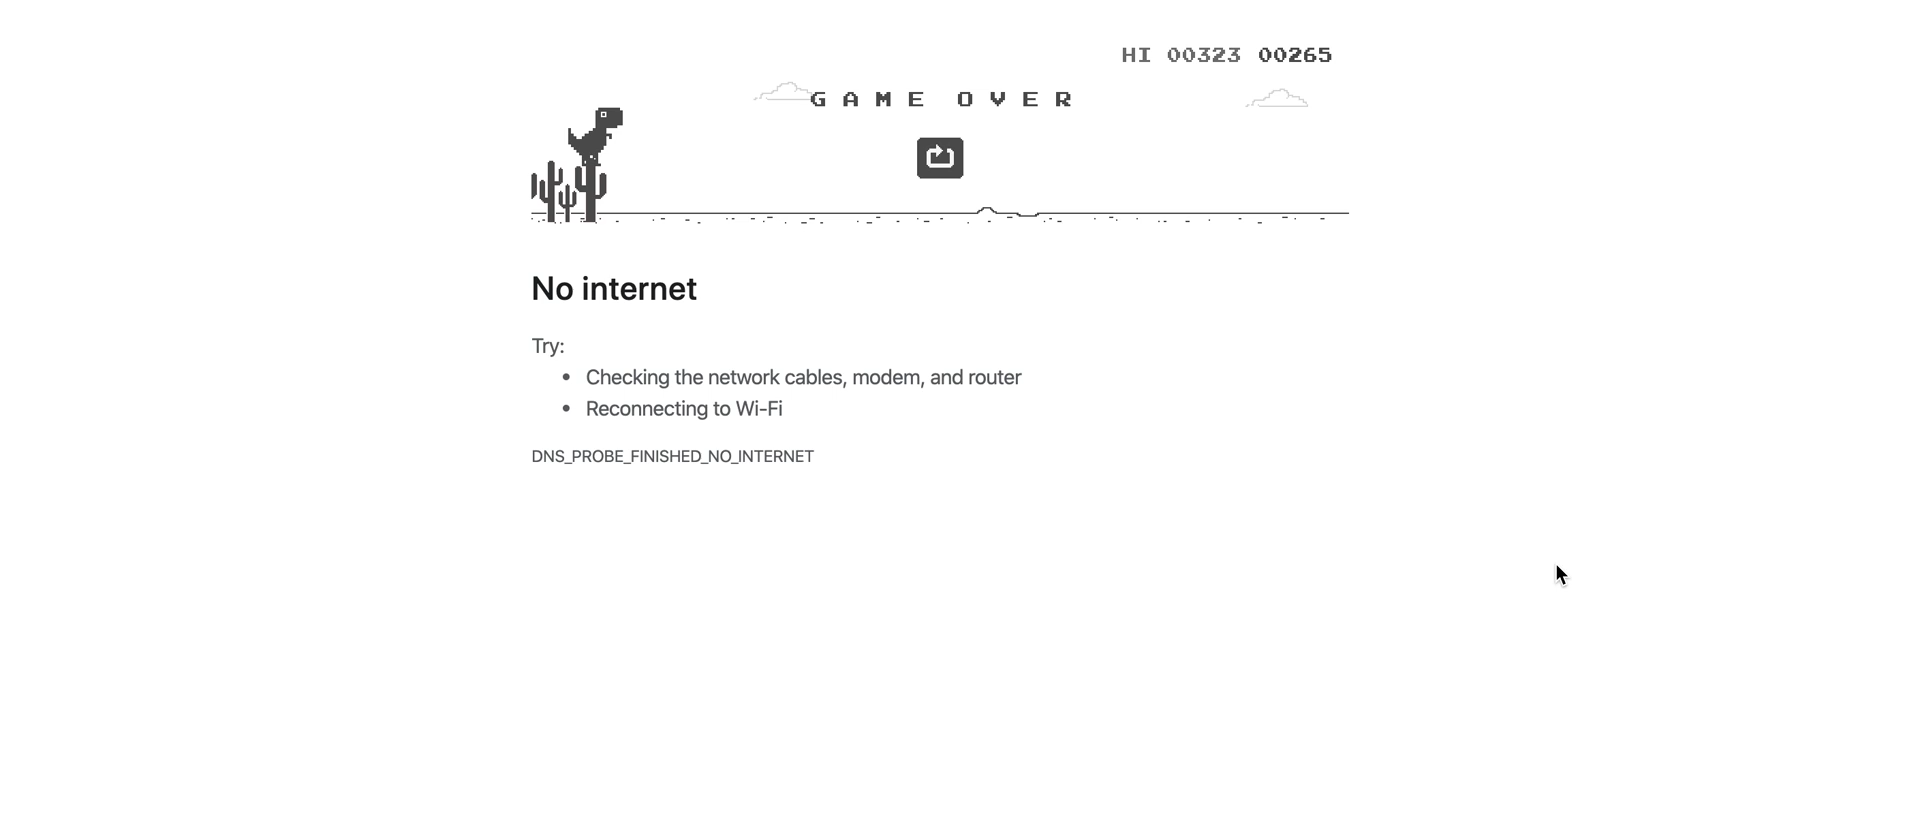 HI 00323 00265
GAME OVER
No internet
Try:
• Checking the network cables, modem, and router
• Reconnecting to Wi-Fi
DNS_PROBE_FINISHED_NO_INTERNET